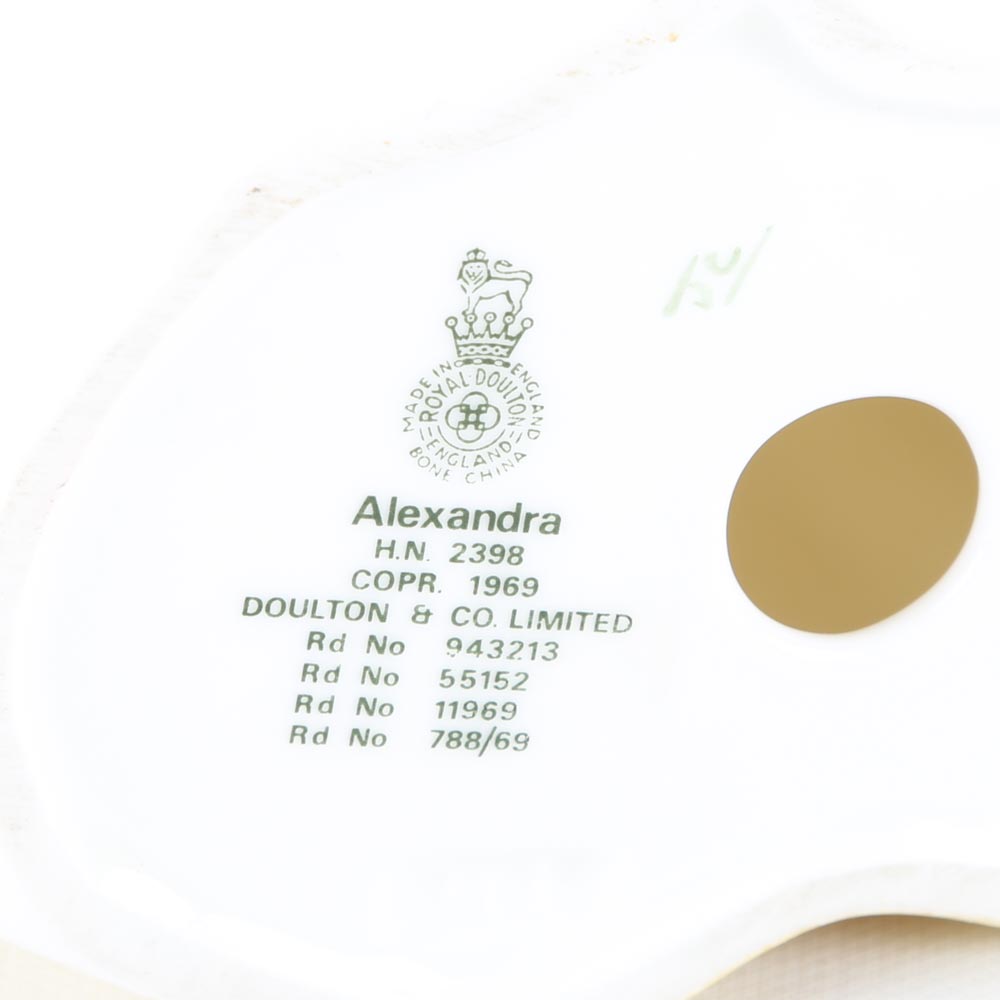 MADE IN ENGLAND
ROYAL·DOULTON
ENGLAND
BONE CHINA
Alexandra
H.N. 2398
COPR. 1969
DOULTON & CO. LIMITED
Rd No 943213
Rd No 55152
Rd No 11969
Rd No 788/69